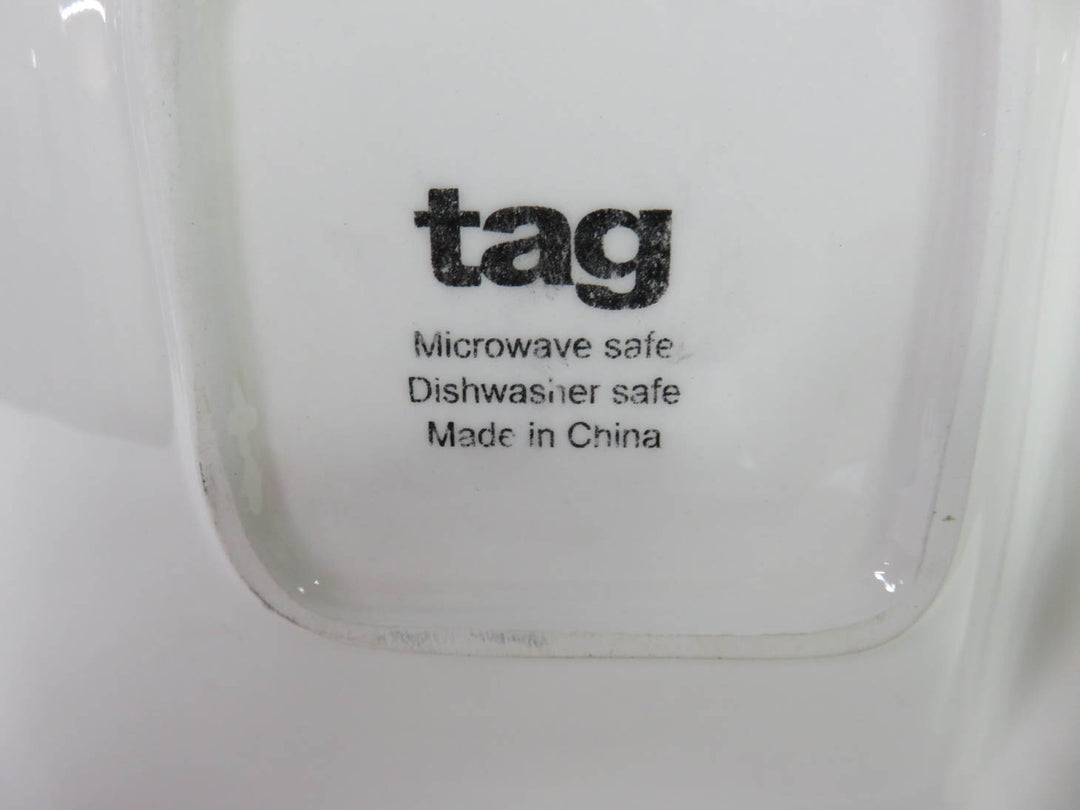 tag
Microwave safe
Dishwasher safe
Made in China